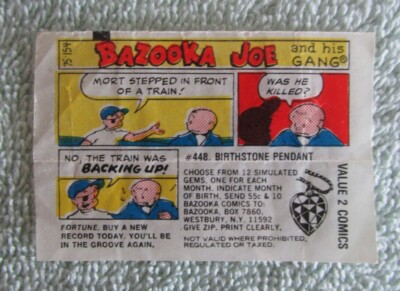 75-154
BAZOOKA JOE
and his
GANG®
MORT STEPPED IN FRONT
OF A TRAIN!
WAS HE
KILLED?
NO, THE TRAIN WAS
BACKING UP!
#448. BIRTHSTONE PENDANT
CHOOSE FROM 12 SIMULATED
GEMS, ONE FOR EACH
MONTH. INDICATE MONTH
OF BIRTH. SEND 55¢ & 10
BAZOOKA COMICS TO:
BAZOOKA, BOX 7860,
WESTBURY, N.Y. 11592
GIVE ZIP. PRINT CLEARLY.
NOT VALID WHERE PROHIBITED,
REGULATED OR TAXED.
VALUE 2 COMICS
FORTUNE. BUY A NEW
RECORD TODAY. YOU'LL BE
IN THE GROOVE AGAIN.